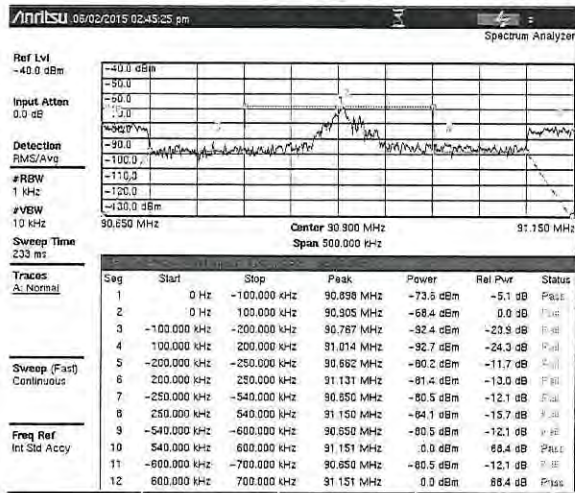 Anritsu 06/02/2015 02:45:25 pm
Spectrum Analyzer
Ref Lvl
-40.0 dBm
Input Atten
0.0 dB
Detection
RMS/Avg
#RBW
1 kHz
#VBW
10 kHz
Sweep Time
233 ms
Traces
A: Normal
Sweep (Fast)
Continuous
Freq Ref
Int Std Accy
-40.0 dBm
-50.0
-60.0
-90.0
-100.0
-110.0
-120.0
-130.0 dBm
90.650 MHz
Center 90.900 MHz
91.150 MHz
Span 500.000 kHz
Seg Start Stop Peak Power Rel Pwr Status
1 0 Hz -100.000 kHz 90.898 MHz -73.6 dBm -5.1 dB Pass
2 0 Hz 100.000 kHz 90.905 MHz -68.4 dBm 0.0 dB Pass
3 -100.000 kHz -200.000 kHz 90.767 MHz -92.4 dBm -23.9 dB
4 100.000 kHz 200.000 kHz 91.014 MHz -92.7 dBm -24.3 dB
5 -200.000 kHz -250.000 kHz 90.662 MHz -80.2 dBm -11.7 dB
6 200.000 kHz 250.000 kHz 91.131 MHz -81.4 dBm -13.0 dB
7 -250.000 kHz -540.000 kHz 90.650 MHz -80.5 dBm -12.1 dB
8 250.000 kHz 540.000 kHz 91.150 MHz -84.1 dBm -15.7 dB
9 -540.000 kHz -600.000 kHz 90.650 MHz -80.5 dBm -12.1 dB
10 540.000 kHz 600.000 kHz 91.151 MHz 0.0 dBm 68.4 dB Pass
11 -600.000 kHz -700.000 kHz 90.650 MHz -80.5 dBm -12.1 dB
12 600.000 kHz 700.000 kHz 91.151 MHz 0.0 dBm 68.4 dB Pass